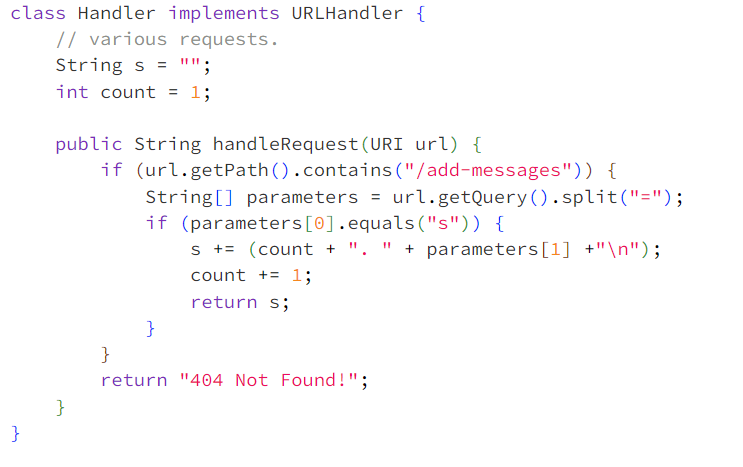 class Handler implements URLHandler {
    // various requests.
    String s = "";
    int count = 1;

    public String handleRequest(URI url) {
        if (url.getPath().contains("/add-messages")) {
            String[] parameters = url.getQuery().split("=");
            if (parameters[0].equals("s")) {
                s += (count + ". " + parameters[1] +"\n");
                count += 1;
                return s;
            }
        }
        return "404 Not Found!";
    }
}